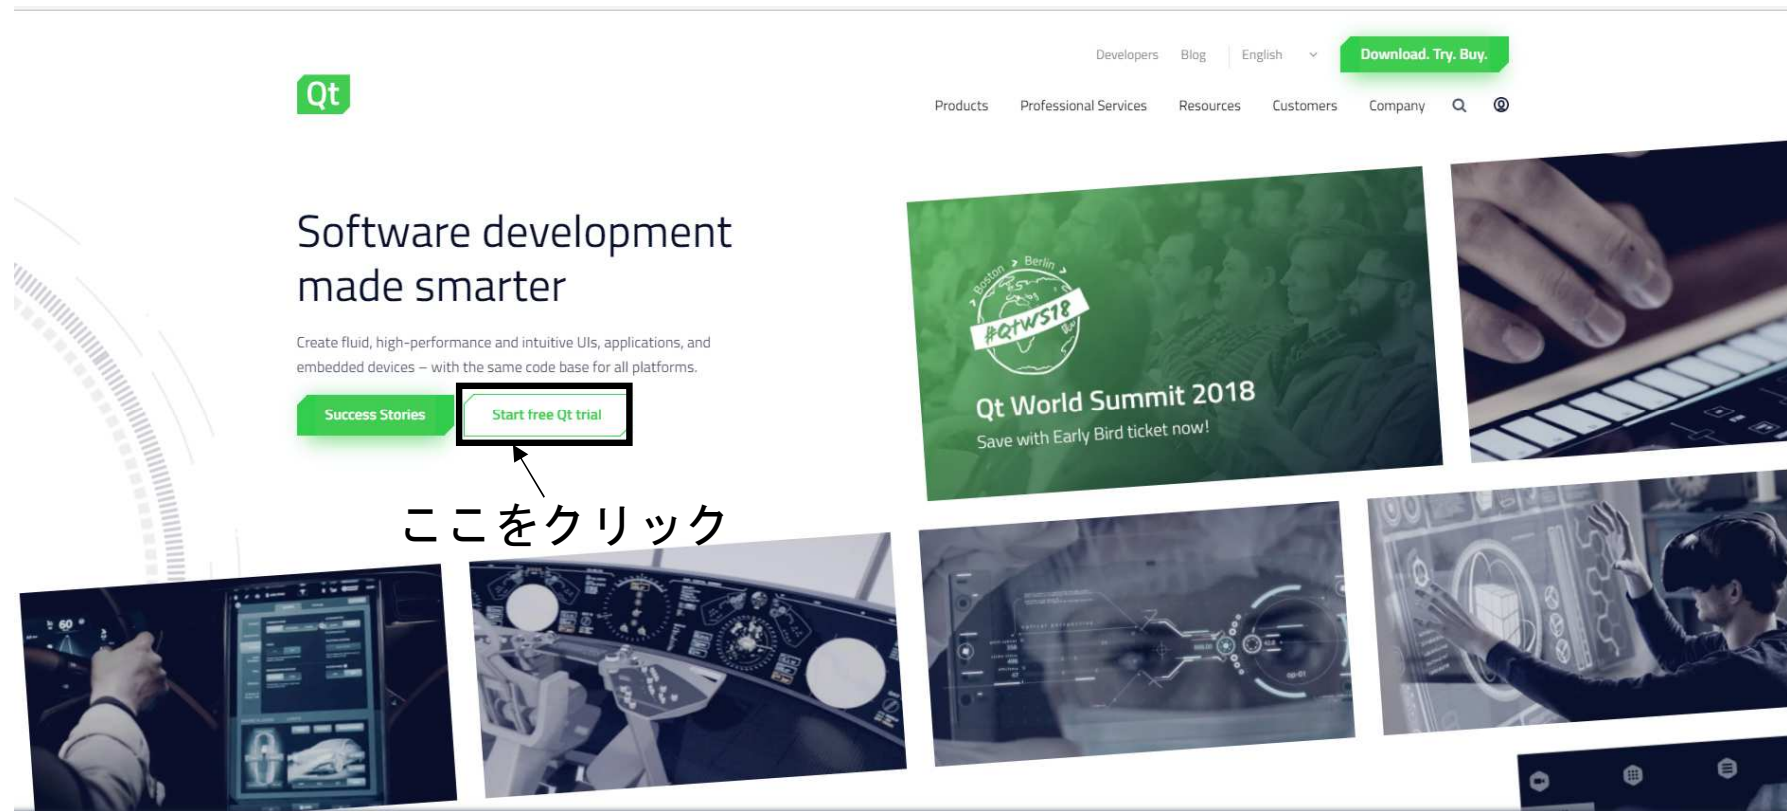 Developers Blog English Download. Try. Buy.
Qt
Products Professional Services Resources Customers Company
Software development
made smarter
Create fluid, high-performance and intuitive UIs, applications, and
embedded devices – with the same code base for all platforms.
Success Stories Start free Qt trial
ここをクリック
Boston > Berlin >
#QtWS18
Qt World Summit 2018
Save with Early Bird ticket now!
60
op-01